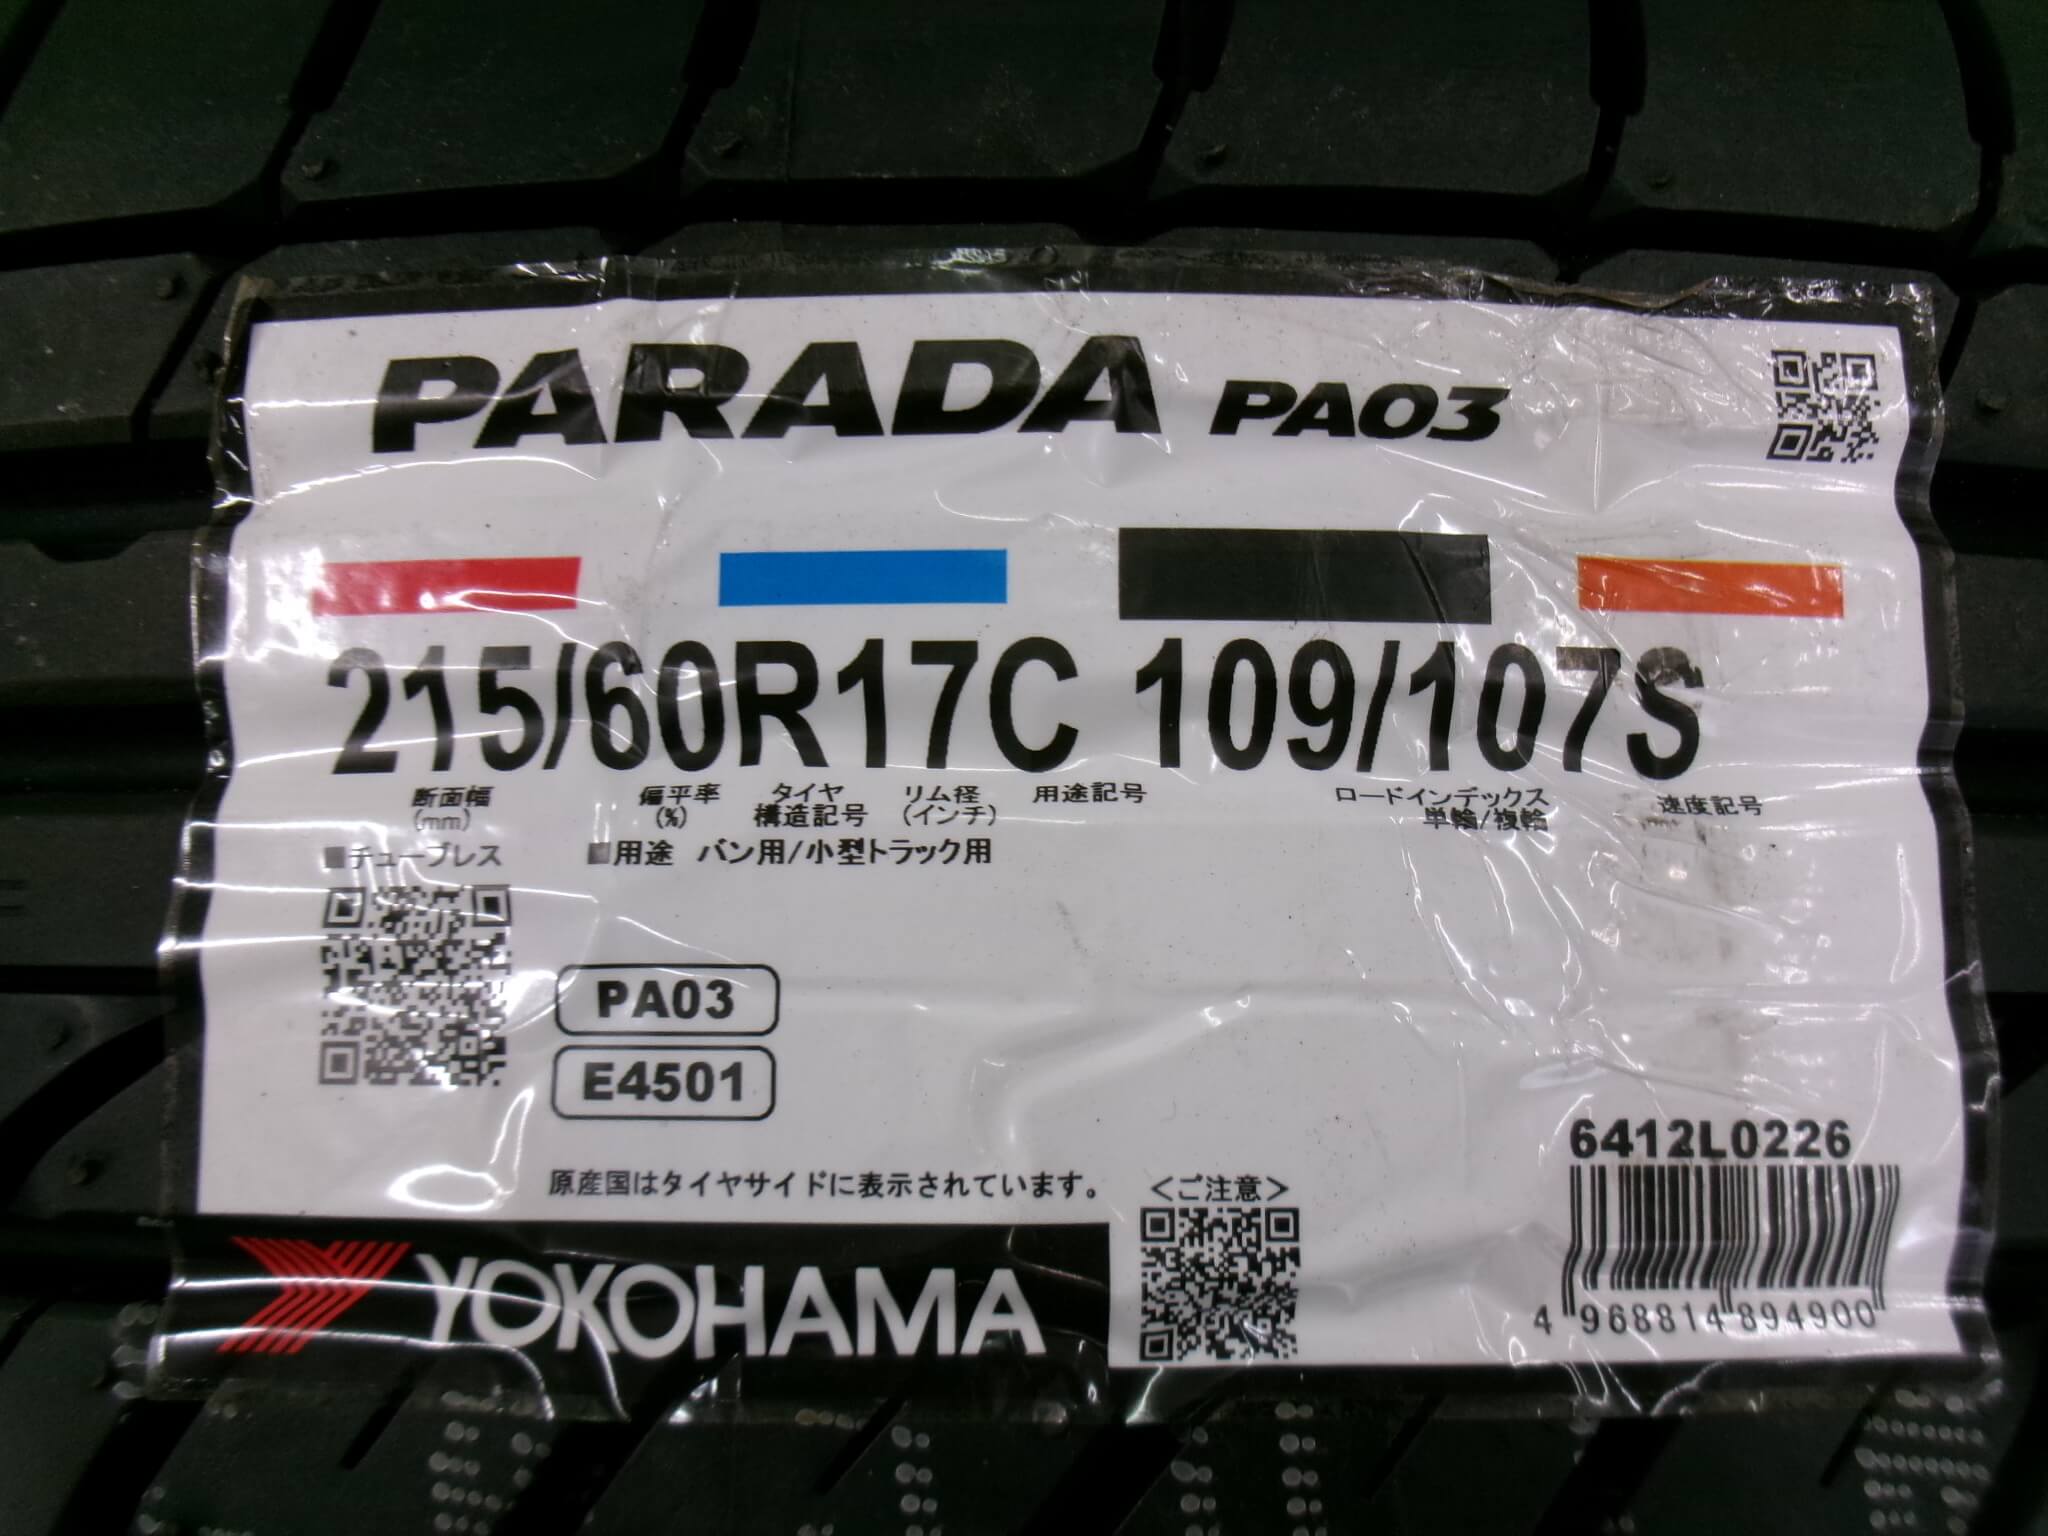 PARADA PA03
215/60R17C 109/107S
断面幅 (mm) 偏平率 (%) タイヤ構造記号 リム径 (インチ) 用途記号 ロードインデックス 単輪/複輪 速度記号
■チューブレス ■用途 バン用/小型トラック用
PA03
E4501
6412L0226
原産国はタイヤサイドに表示されています。
<ご注意>
YOKOHAMA
4 968814 894900